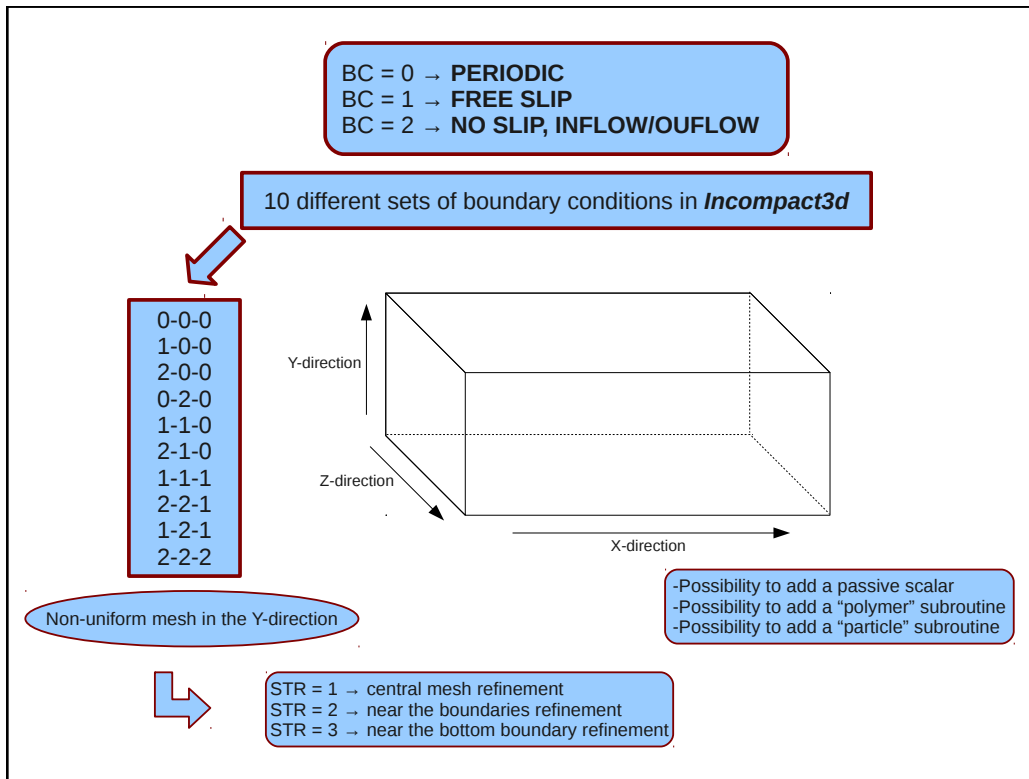 BC = 0 → PERIODIC
BC = 1 → FREE SLIP
BC = 2 → NO SLIP, INFLOW/OUFLOW
10 different sets of boundary conditions in Incompact3d
0-0-0
1-0-0
2-0-0
0-2-0
1-1-0
2-1-0
1-1-1
2-2-1
1-2-1
2-2-2
Y-direction
Z-direction
X-direction
Non-uniform mesh in the Y-direction
-Possibility to add a passive scalar
-Possibility to add a “polymer” subroutine
-Possibility to add a “particle” subroutine
STR = 1 → central mesh refinement
STR = 2 → near the boundaries refinement
STR = 3 → near the bottom boundary refinement